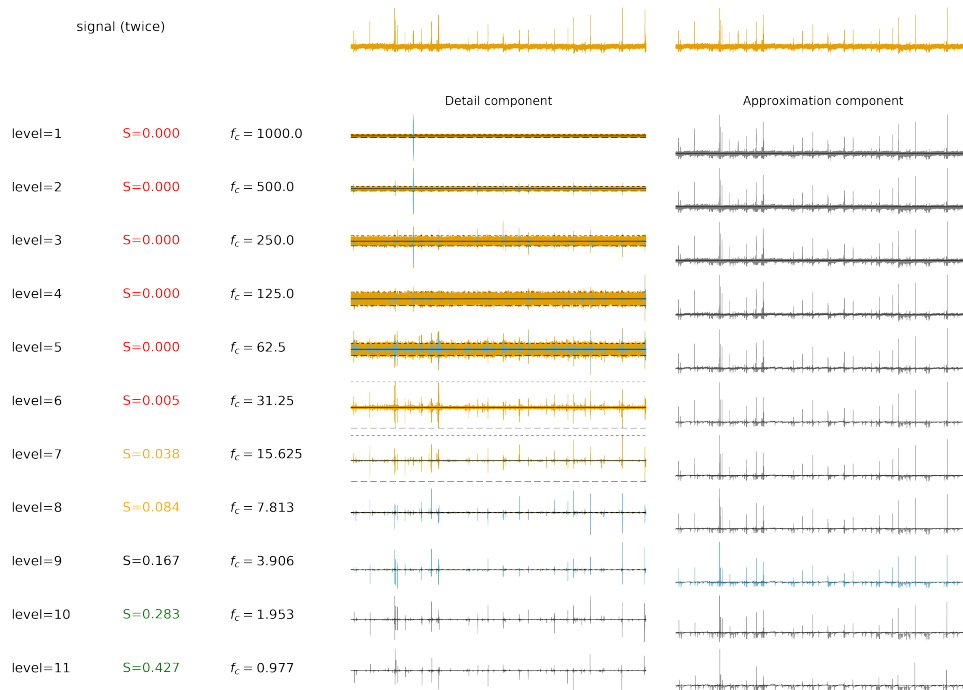 signal (twice)
Detail component Approximation component
level=1 S=0.000 f_c = 1000.0
level=2 S=0.000 f_c = 500.0
level=3 S=0.000 f_c = 250.0
level=4 S=0.000 f_c = 125.0
level=5 S=0.000 f_c = 62.5
level=6 S=0.005 f_c = 31.25
level=7 S=0.038 f_c = 15.625
level=8 S=0.084 f_c = 7.813
level=9 S=0.167 f_c = 3.906
level=10 S=0.283 f_c = 1.953
level=11 S=0.427 f_c = 0.977